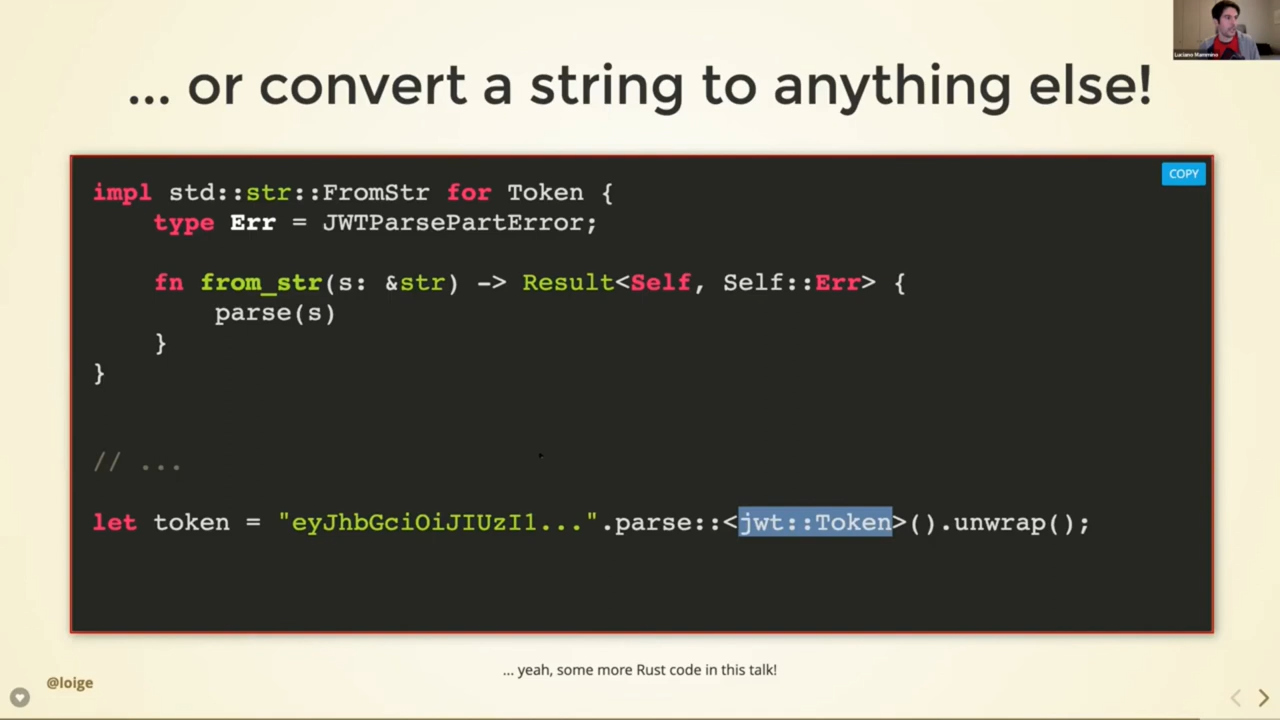 Luciano Mammino
... or convert a string to anything else!
COPY
impl std::str::FromStr for Token {
    type Err = JWTParsePartError;
    fn from_str(s: &str) -> Result<Self, Self::Err> {
        parse(s)
    }
}
// ...
let token = "eyJhbGciOiJIUzI1...".parse::<jwt::Token>().unwrap();
... yeah, some more Rust code in this talk!
@loige